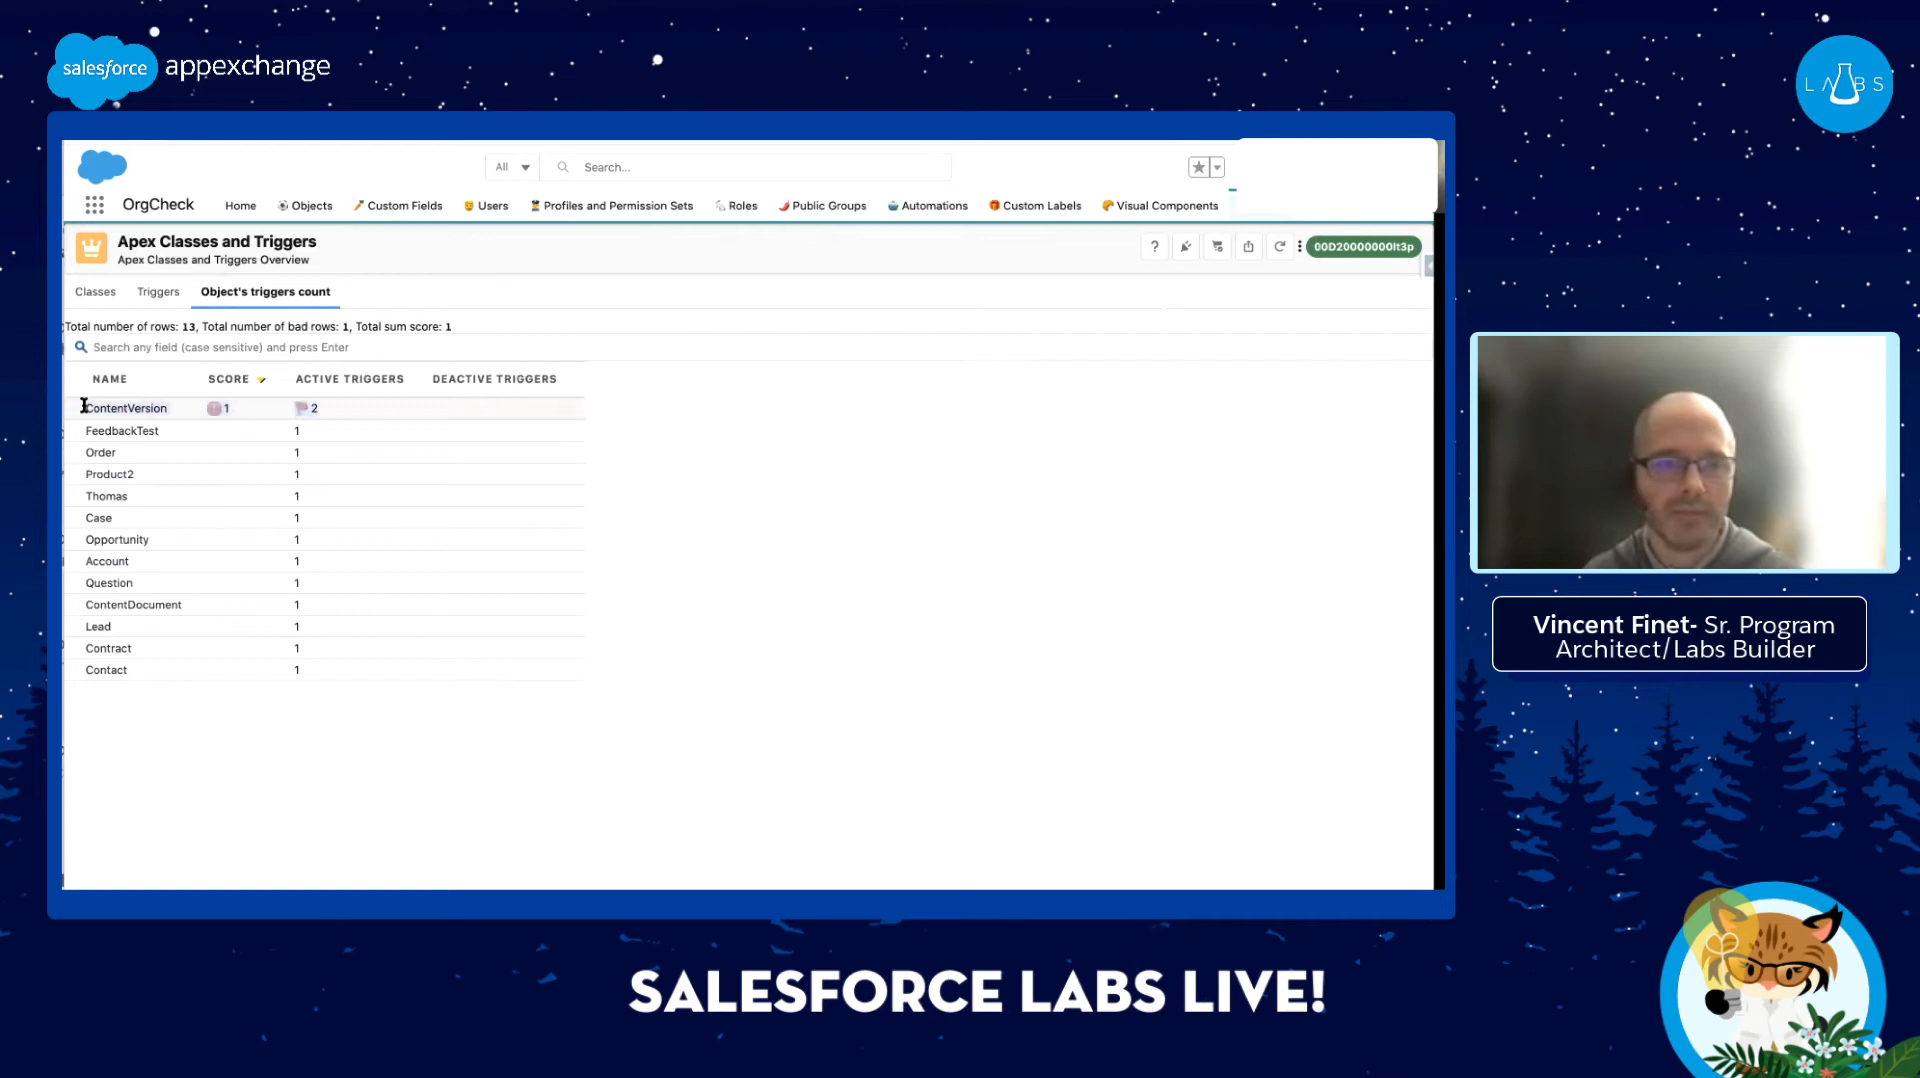 salesforce appexchange
LABS
All
Search...
OrgCheck
Home
Objects
Custom Fields
Users
Profiles and Permission Sets
Roles
Public Groups
Automations
Custom Labels
Visual Components
Apex Classes and Triggers
Apex Classes and Triggers Overview
?
00D20000000lt3p
Classes
Triggers
Object's triggers count
Total number of rows: 13, Total number of bad rows: 1, Total sum score: 1
Search any field (case sensitive) and press Enter
NAME SCORE ACTIVE TRIGGERS DEACTIVE TRIGGERS
ContentVersion 1 2
FeedbackTest 1
Order 1
Product2 1
Thomas 1
Case 1
Opportunity 1
Account 1
Question 1
ContentDocument 1
Lead 1
Contract 1
Contact 1
Vincent Finet- Sr. Program
Architect/Labs Builder
SALESFORCE LABS LIVE!